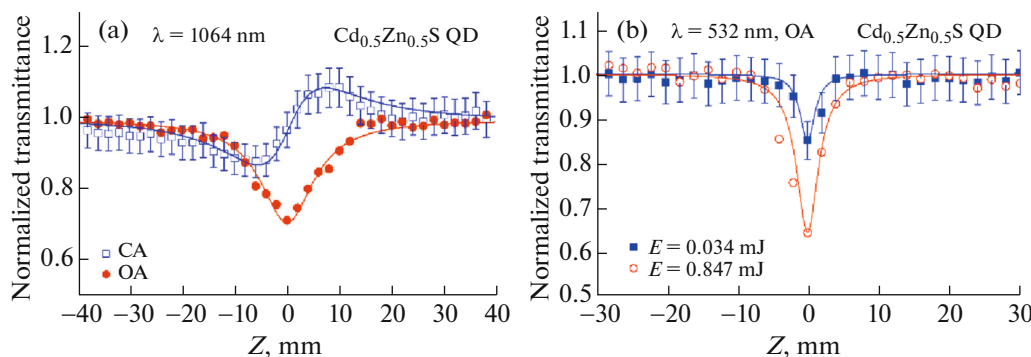 (a) λ = 1064 nm Cd0.5Zn0.5S QD
Normalized transmittance
1.2
1.0
0.8
0.6
CA
OA
−40 −30 −20 −10 0 10 20 30 40
Z, mm
(b) λ = 532 nm, OA Cd0.5Zn0.5S QD
Normalized transmittance
1.1
1.0
0.9
0.8
0.7
0.6
0.5
E = 0.034 mJ
E = 0.847 mJ
−30 −20 −10 0 10 20 30
Z, mm